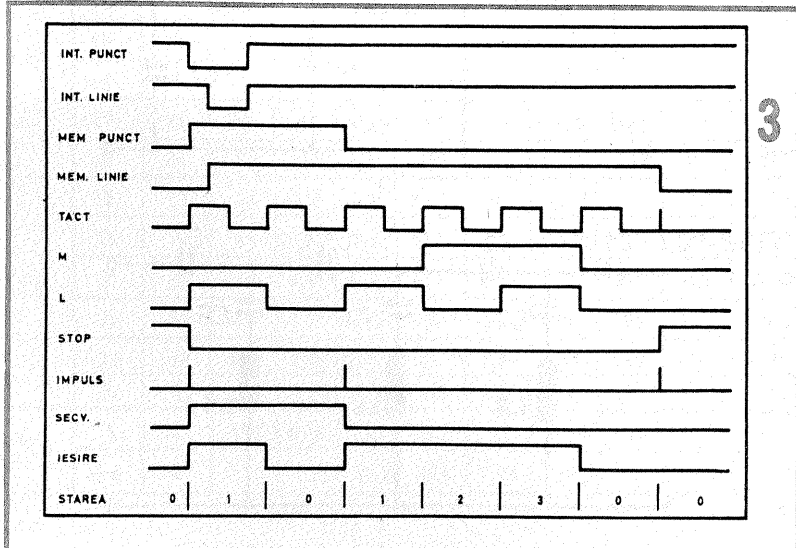 INT. PUNCT
INT. LINIE
3
MEM PUNCT
MEM. LINIE
TACT
M
L
STOP
IMPULS
SECV.
IESIRE
STAREA 0 1 0 1 2 3 0 0